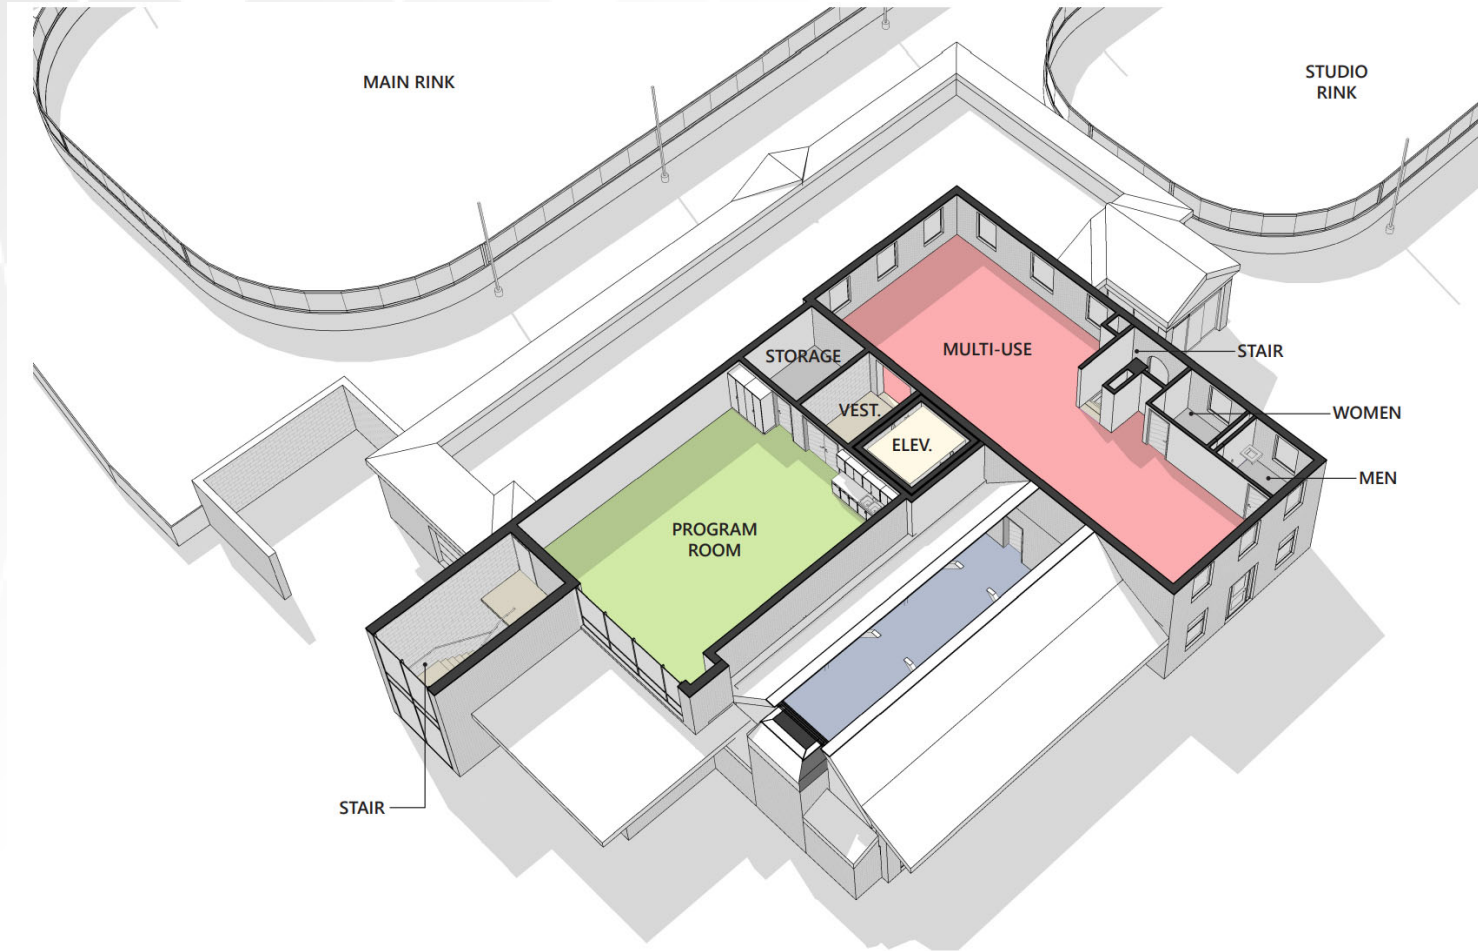 MAIN RINK
STUDIO
RINK
STORAGE
MULTI-USE
STAIR
VEST.
WOMEN
ELEV.
MEN
PROGRAM
ROOM
STAIR